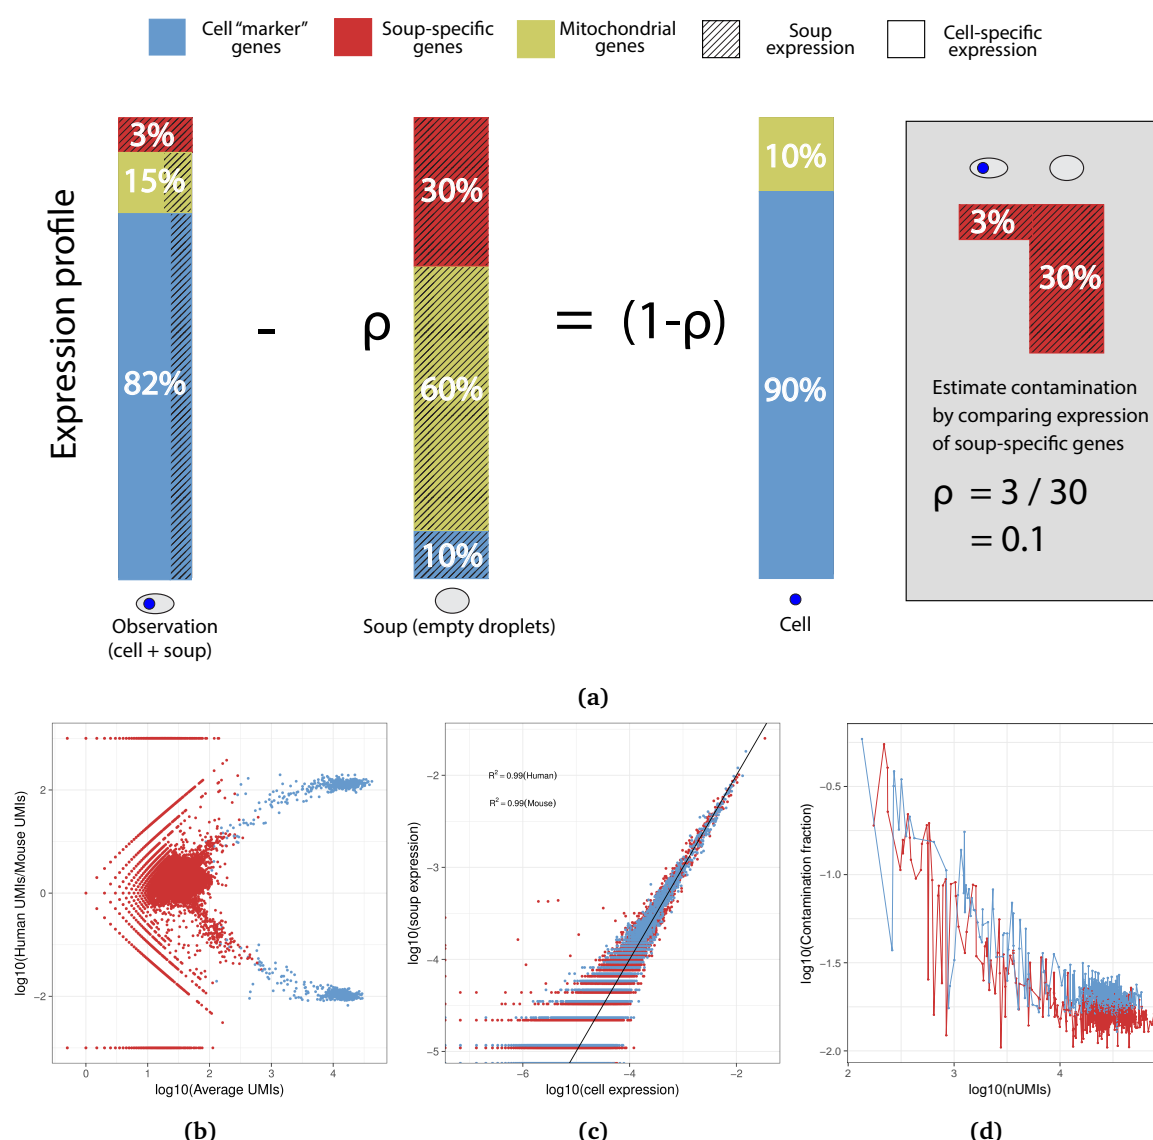 Cell “marker” genes
Soup-specific genes
Mitochondrial genes
Soup expression
Cell-specific expression
Expression profile
3%
15%
82%
Observation
(cell + soup)
-
ρ
30%
60%
10%
Soup (empty droplets)
=
(1-ρ)
10%
90%
Cell
3%
30%
Estimate contamination
by comparing expression
of soup-specific genes
ρ = 3 / 30
= 0.1
(a)
log10(Human UMIs/Mouse UMIs)
2
1
0
-1
-2
0
1
2
3
4
log10(Average UMIs)
(b)
log10(soup expression)
R² = 0.99(Human)
R² = 0.99(Mouse)
-2
-3
-4
-5
-6
-4
-2
log10(cell expression)
(c)
log10(Contamination fraction)
-0.5
-1.0
-1.5
-2.0
2
3
4
log10(nUMIs)
(d)